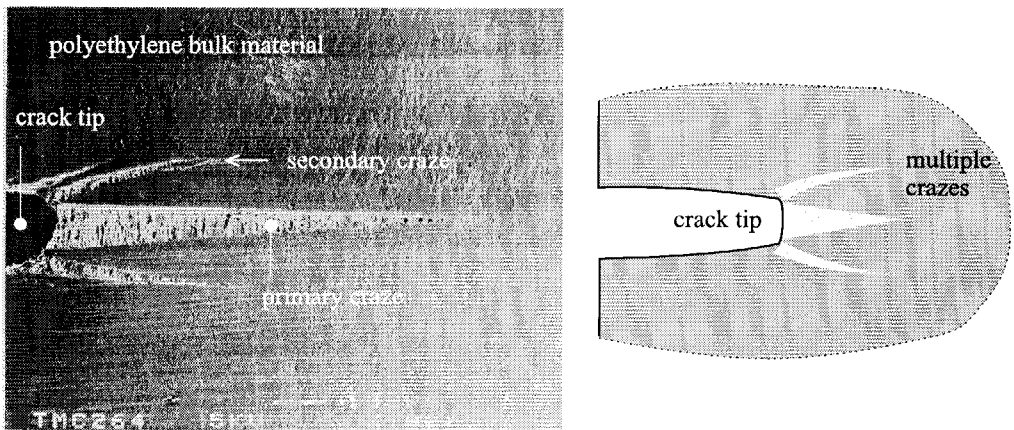 polyethylene bulk material
crack tip
secondary craze
primary craze
TMC264
multiple
crazes
crack tip